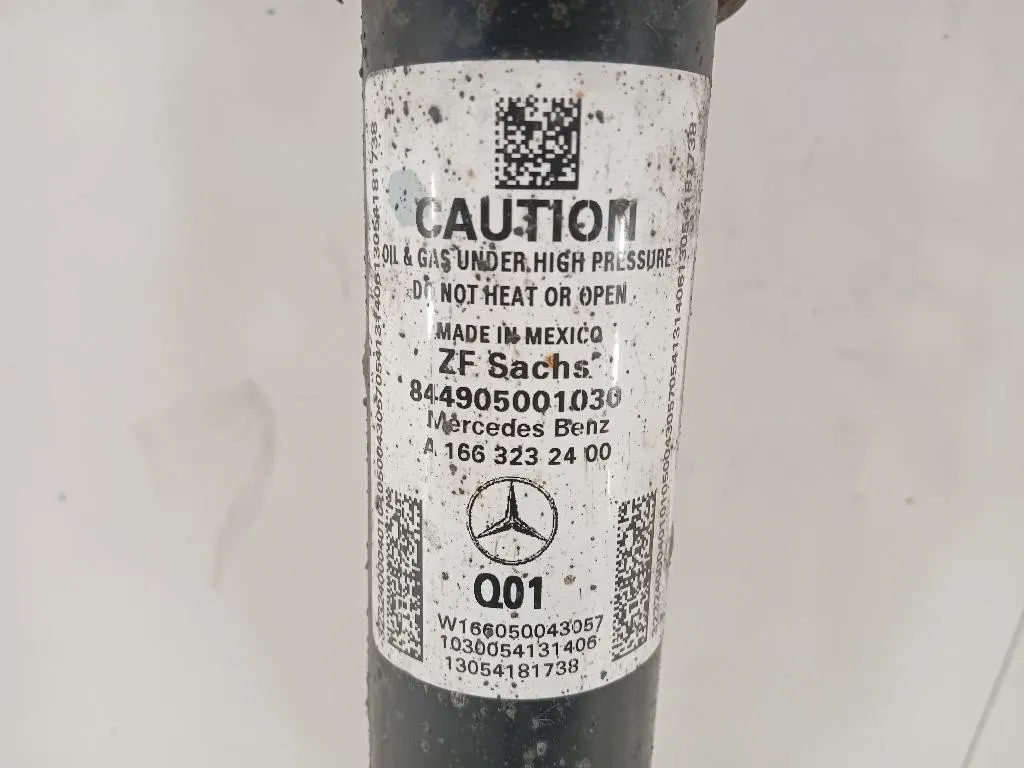 CAUTION
OIL & GAS UNDER HIGH PRESSURE
DO NOT HEAT OR OPEN
MADE IN MEXICO
ZF Sachs
844905001030
Mercedes Benz
A 166 323 24 00
Q01
W166050043057
1030054131406
13054181738